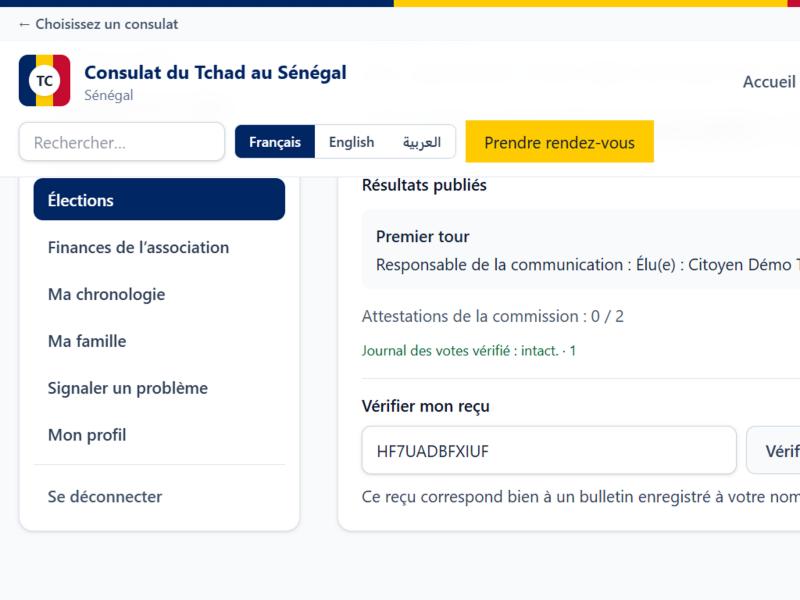 ← Choisissez un consulat
TC
Consulat du Tchad au Sénégal
Sénégal
Accueil
Rechercher...
Français
English
العربية
Prendre rendez-vous
Élections
Finances de l’association
Ma chronologie
Ma famille
Signaler un problème
Mon profil
Se déconnecter
Résultats publiés
Premier tour
Responsable de la communication : Élu(e) : Citoyen Démo
Attestations de la commission : 0 / 2
Journal des votes vérifié : intact. · 1
Vérifier mon reçu
HF7UADBFXIUF
Ce reçu correspond bien à un bulletin enregistré à votre nom